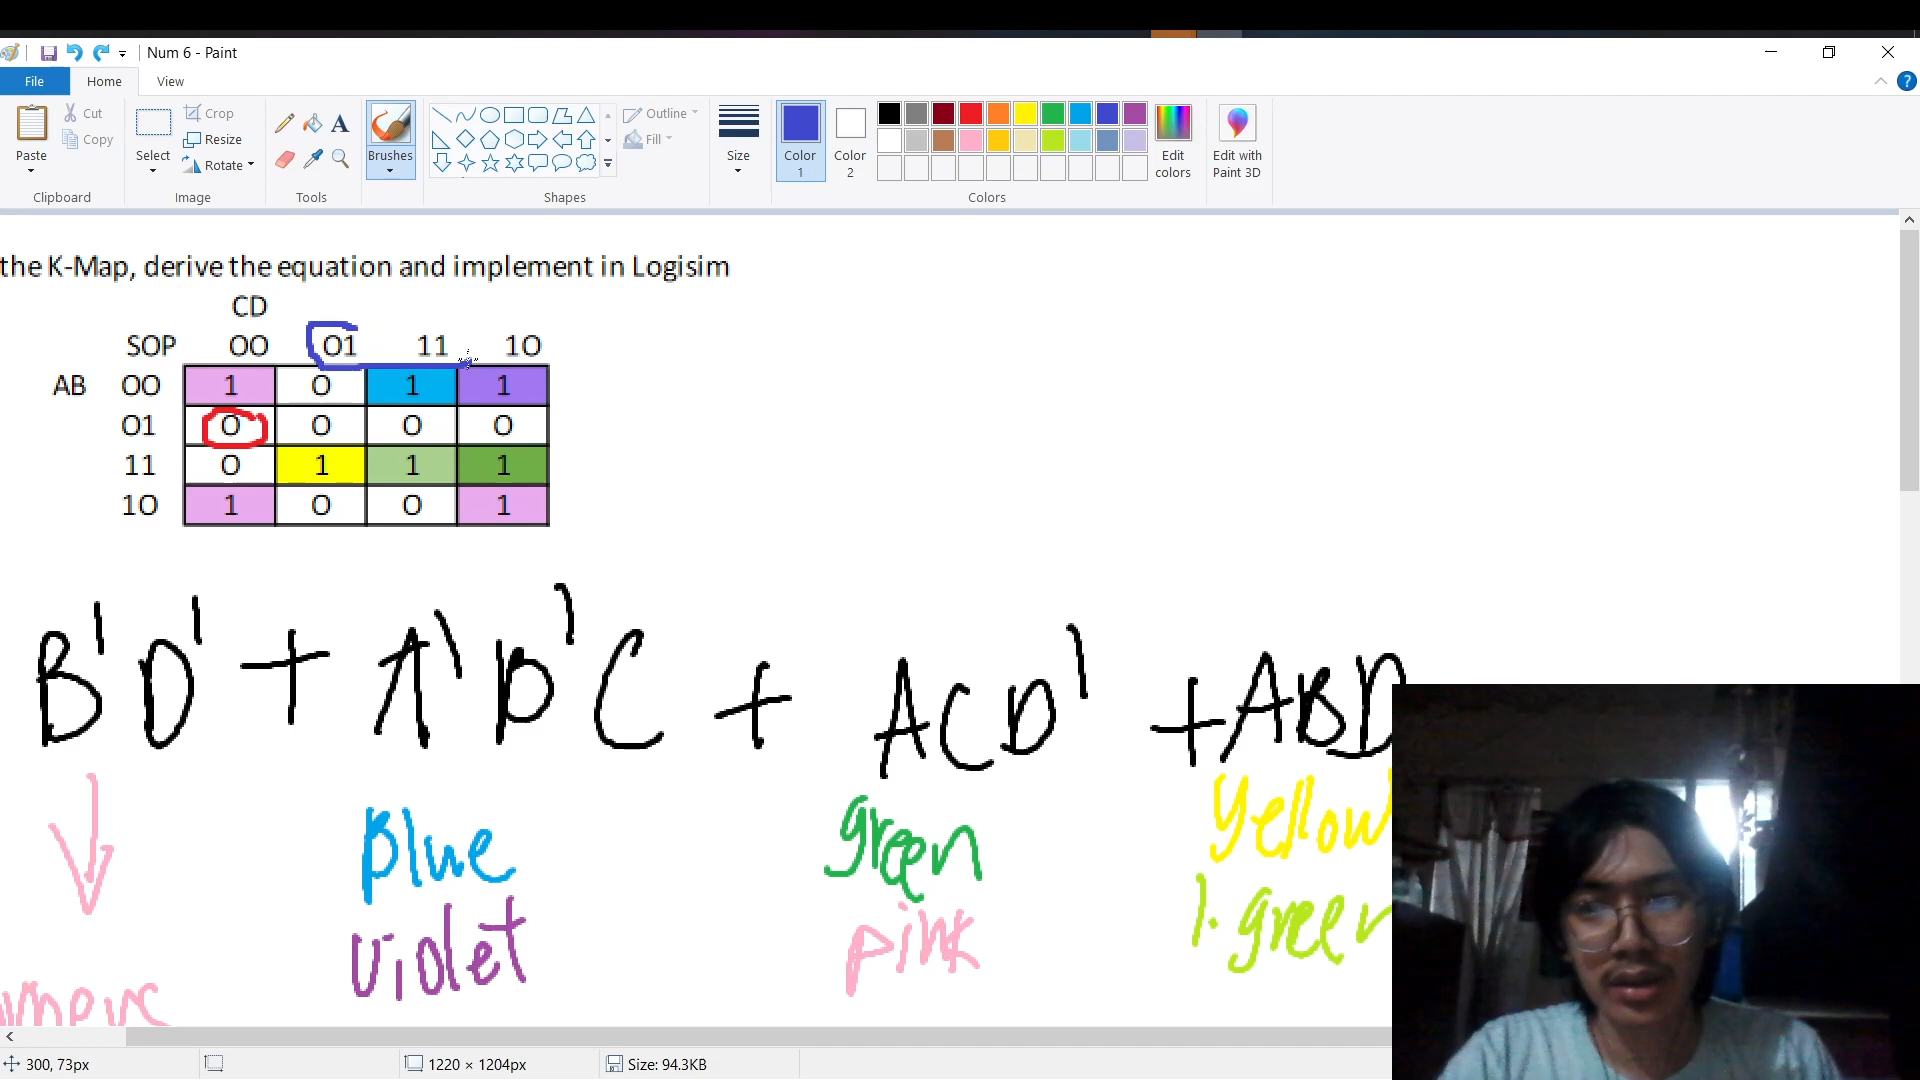 Num 6 - Paint
File Home View
Paste Cut Copy Clipboard
Select Crop Resize Rotate Image
A Tools
Brushes
Outline Fill Shapes
Size
Color 1 Color 2 Edit colors Colors
Edit with Paint 3D
the K-Map, derive the equation and implement in Logisim
CD
SOP 00 01 11 10
AB 00 1 0 1 1
01 0 0 0 0
11 0 1 1 1
10 1 0 0 1
B'D' + A'B'C + ACD' + ABD
Blue green yellow
violet pink l. green
300, 73px 1220 × 1204px Size: 94.3KB